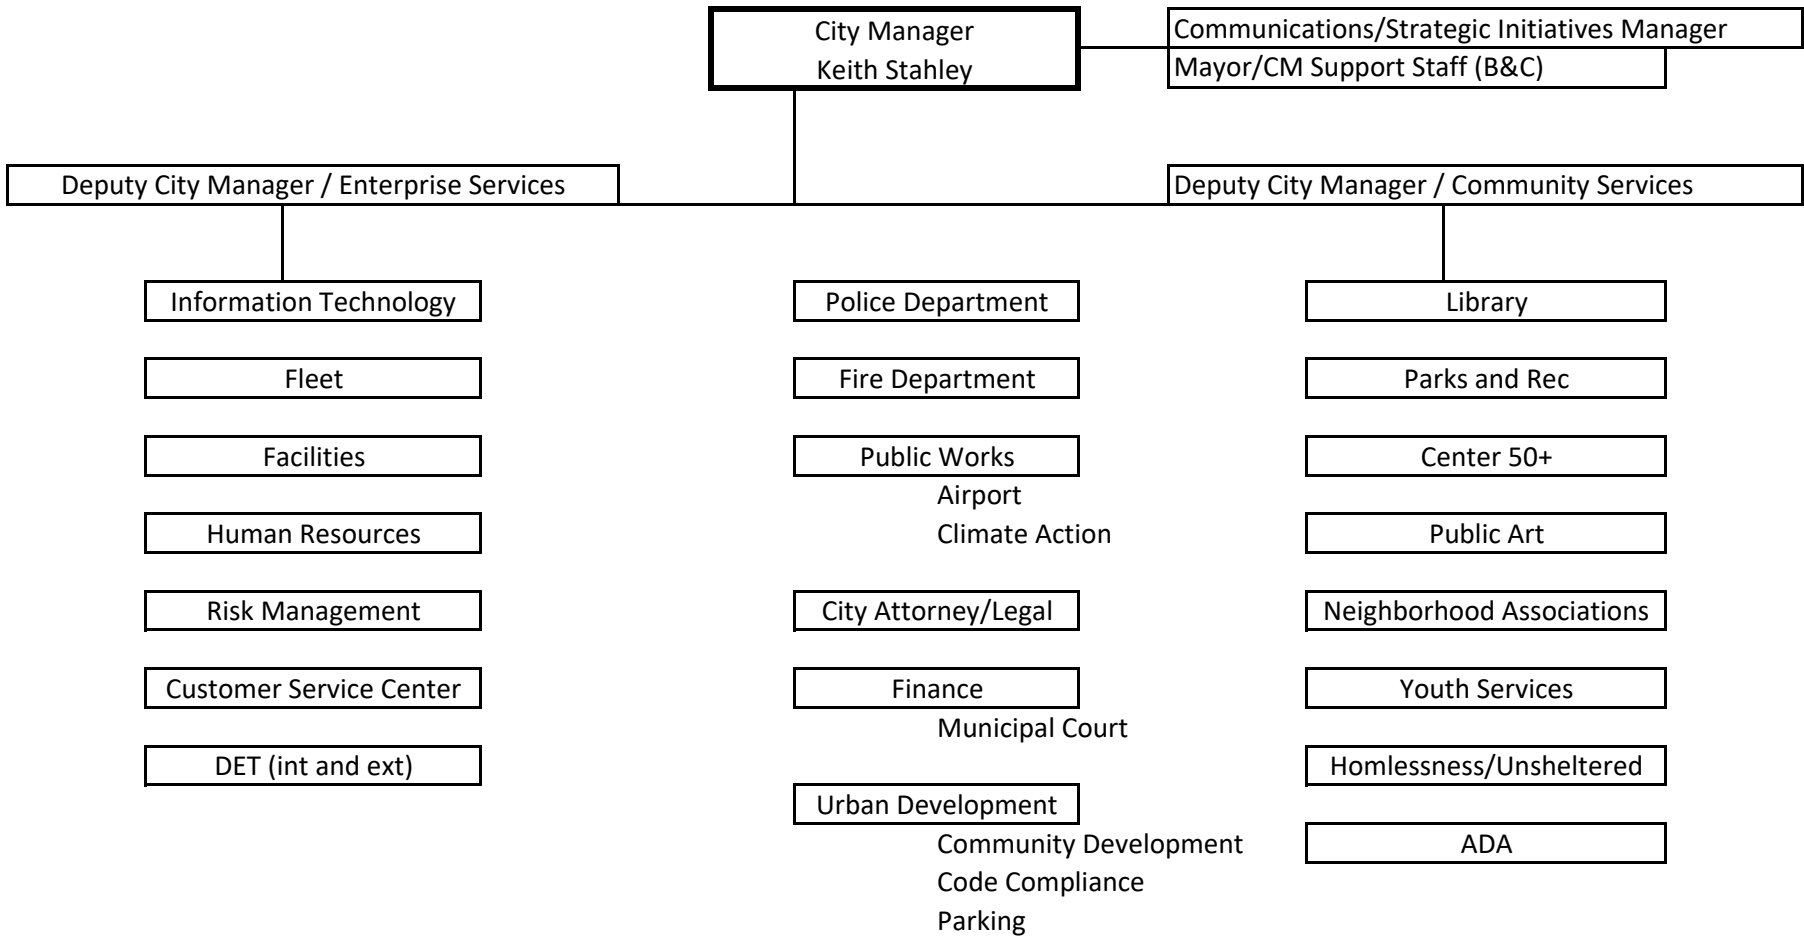 City Manager
Keith Stahley
Communications/Strategic Initiatives Manager
Mayor/CM Support Staff (B&C)
Deputy City Manager / Enterprise Services
Deputy City Manager / Community Services
Information Technology
Fleet
Facilities
Human Resources
Risk Management
Customer Service Center
DET (int and ext)
Police Department
Fire Department
Public Works
Airport
Climate Action
City Attorney/Legal
Finance
Municipal Court
Urban Development
Community Development
Code Compliance
Parking
Library
Parks and Rec
Center 50+
Public Art
Neighborhood Associations
Youth Services
Homlessness/Unsheltered
ADA